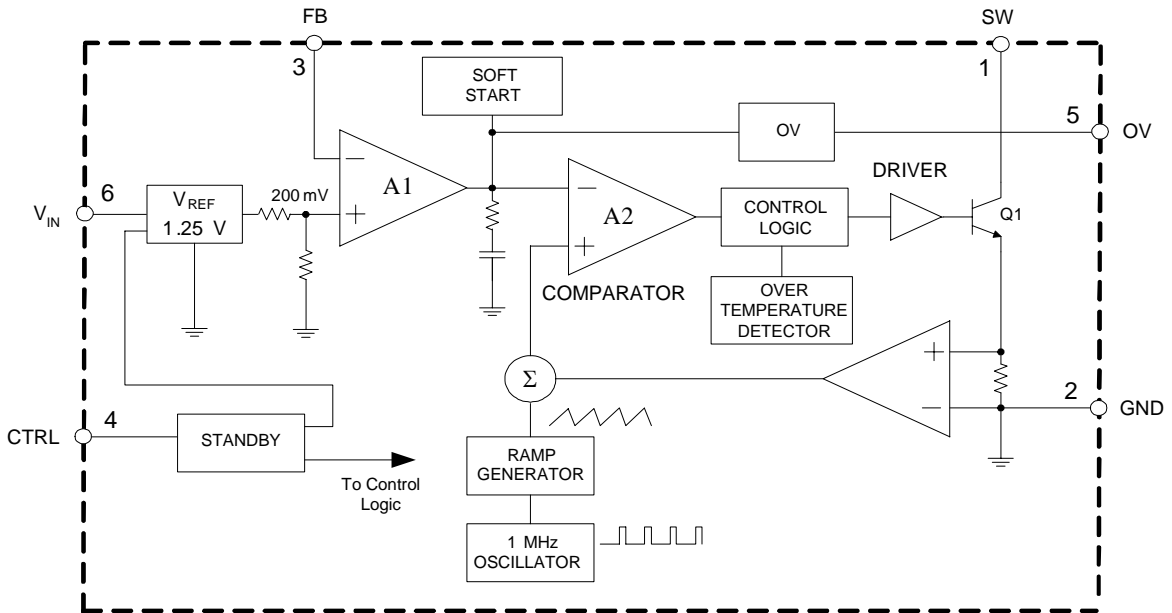 FB
SW
3
1
SOFT
START
5
OV
OV
DRIVER
6
V_IN
V_REF
1.25 V
200 mV
−
+
A1
−
+
A2
CONTROL
LOGIC
Q1
COMPARATOR
OVER
TEMPERATURE
DETECTOR
Σ
+
−
2
GND
CTRL
4
STANDBY
RAMP
GENERATOR
To Control
Logic
1 MHz
OSCILLATOR